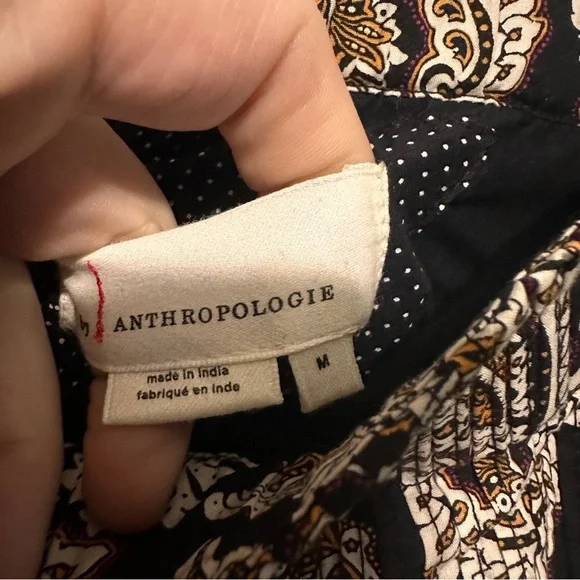 ANTHROPOLOGIE
made in India
fabriqué en Inde
M